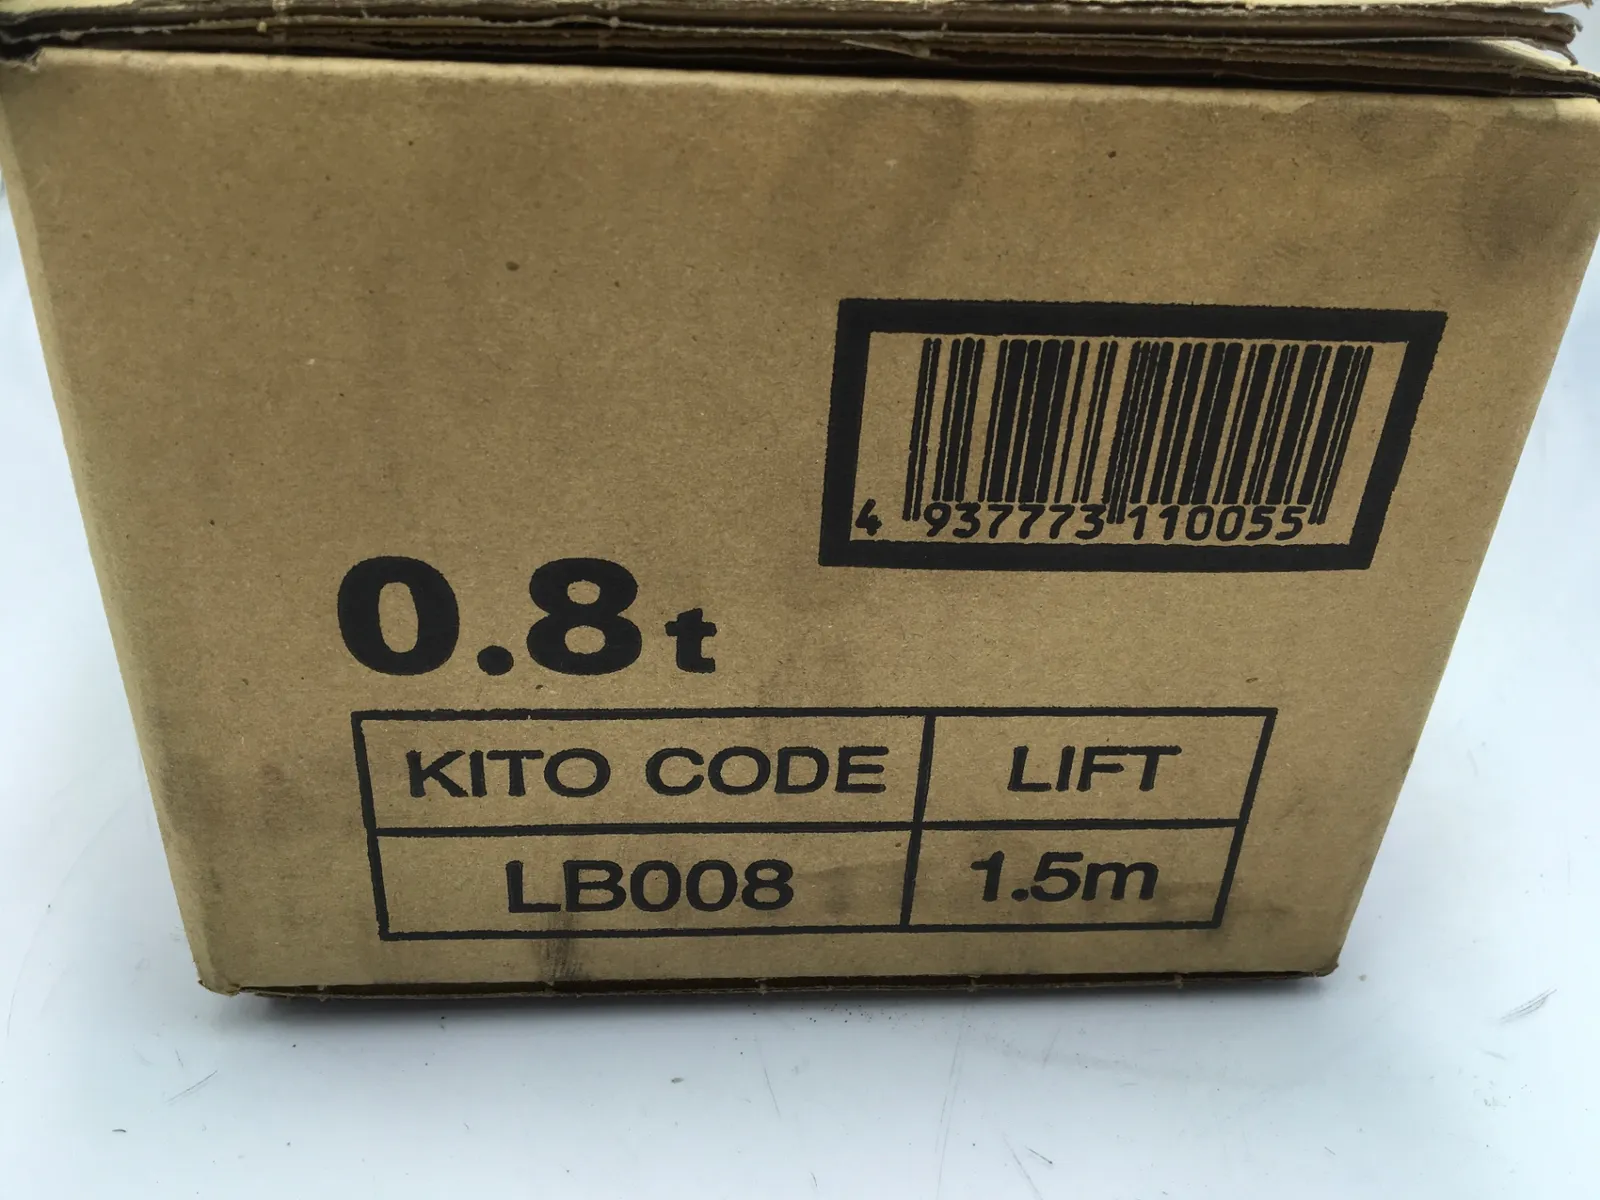 4 937773 110055
0.8t
KITO CODE LIFT
LB008 1.5m